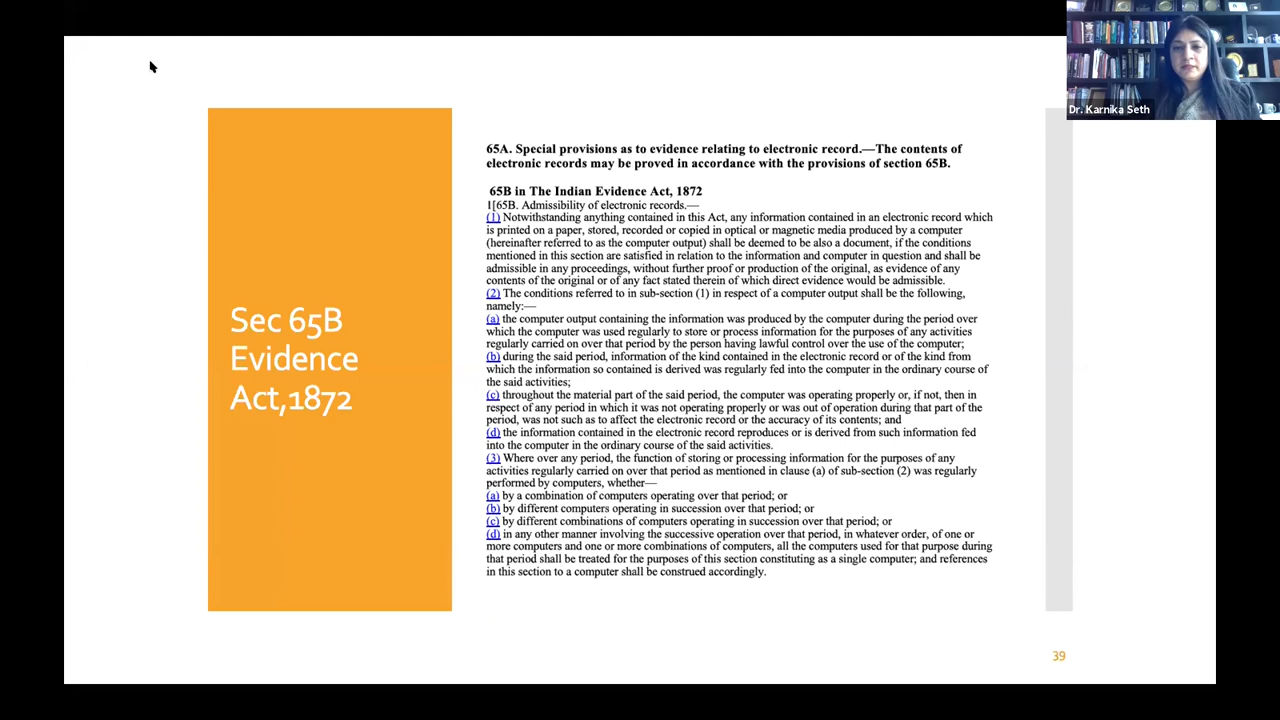 Dr. Karnika Seth
Sec 65B
Evidence
Act,1872
65A. Special provisions as to evidence relating to electronic record.—The contents of
electronic records may be proved in accordance with the provisions of section 65B.
65B in The Indian Evidence Act, 1872
1[65B. Admissibility of electronic records.—
(1) Notwithstanding anything contained in this Act, any information contained in an electronic record which
is printed on a paper, stored, recorded or copied in optical or magnetic media produced by a computer
(hereinafter referred to as the computer output) shall be deemed to be also a document, if the conditions
mentioned in this section are satisfied in relation to the information and computer in question and shall be
admissible in any proceedings, without further proof or production of the original, as evidence of any
contents of the original or of any fact stated therein of which direct evidence would be admissible.
(2) The conditions referred to in sub-section (1) in respect of a computer output shall be the following,
namely:—
(a) the computer output containing the information was produced by the computer during the period over
which the computer was used regularly to store or process information for the purposes of any activities
regularly carried on over that period by the person having lawful control over the use of the computer;
(b) during the said period, information of the kind contained in the electronic record or of the kind from
which the information so contained is derived was regularly fed into the computer in the ordinary course of
the said activities;
(c) throughout the material part of the said period, the computer was operating properly or, if not, then in
respect of any period in which it was not operating properly or was out of operation during that part of the
period, was not such as to affect the electronic record or the accuracy of its contents; and
(d) the information contained in the electronic record reproduces or is derived from such information fed
into the computer in the ordinary course of the said activities.
(3) Where over any period, the function of storing or processing information for the purposes of any
activities regularly carried on over that period as mentioned in clause (a) of sub-section (2) was regularly
performed by computers, whether—
(a) by a combination of computers operating over that period; or
(b) by different computers operating in succession over that period; or
(c) by different combinations of computers operating in succession over that period; or
(d) in any other manner involving the successive operation over that period, in whatever order, of one or
more computers and one or more combinations of computers, all the computers used for that purpose during
that period shall be treated for the purposes of this section constituting as a single computer; and references
in this section to a computer shall be construed accordingly.
39